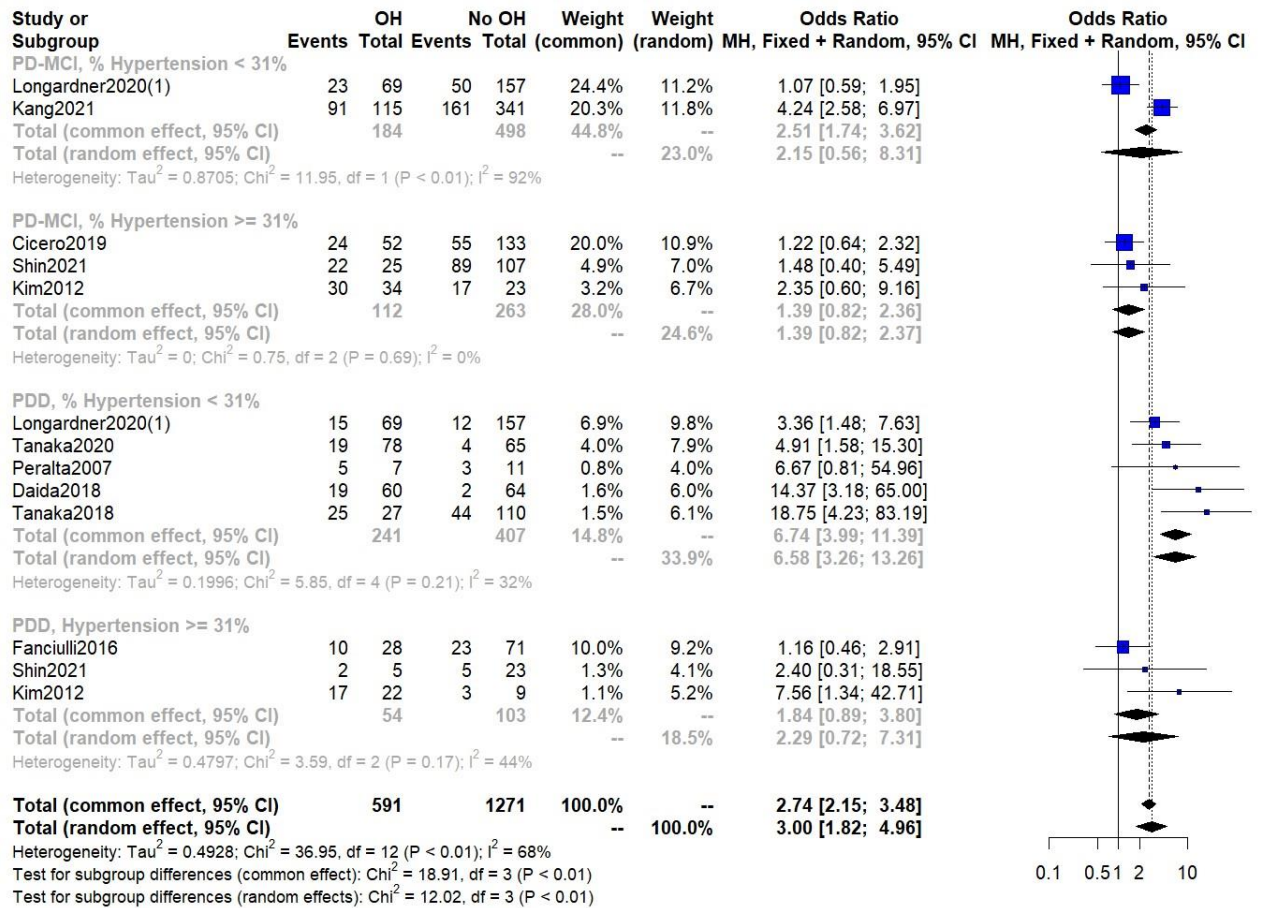 Study or OH No OH Weight Weight Odds Ratio Odds Ratio
Subgroup Events Total Events Total (common) (random) MH, Fixed + Random, 95% CI MH, Fixed + Random, 95% CI
PD-MCI, % Hypertension < 31%
Longardner2020(1) 23 69 50 157 24.4% 11.2% 1.07 [0.59; 1.95]
Kang2021 91 115 161 341 20.3% 11.8% 4.24 [2.58; 6.97]
Total (common effect, 95% CI) 184 498 44.8% -- 2.51 [1.74; 3.62]
Total (random effect, 95% CI) -- 23.0% 2.15 [0.56; 8.31]
Heterogeneity: Tau² = 0.8705; Chi² = 11.95, df = 1 (P < 0.01); I² = 92%
PD-MCI, % Hypertension >= 31%
Cicero2019 24 52 55 133 20.0% 10.9% 1.22 [0.64; 2.32]
Shin2021 22 25 89 107 4.9% 7.0% 1.48 [0.40; 5.49]
Kim2012 30 34 17 23 3.2% 6.7% 2.35 [0.60; 9.16]
Total (common effect, 95% CI) 112 263 28.0% -- 1.39 [0.82; 2.36]
Total (random effect, 95% CI) -- 24.6% 1.39 [0.82; 2.37]
Heterogeneity: Tau² = 0; Chi² = 0.75, df = 2 (P = 0.69); I² = 0%
PDD, % Hypertension < 31%
Longardner2020(1) 15 69 12 157 6.9% 9.8% 3.36 [1.48; 7.63]
Tanaka2020 19 78 4 65 4.0% 7.9% 4.91 [1.58; 15.30]
Peralta2007 5 7 3 11 0.8% 4.0% 6.67 [0.81; 54.96]
Daida2018 19 60 2 64 1.6% 6.0% 14.37 [3.18; 65.00]
Tanaka2018 25 27 44 110 1.5% 6.1% 18.75 [4.23; 83.19]
Total (common effect, 95% CI) 241 407 14.8% -- 6.74 [3.99; 11.39]
Total (random effect, 95% CI) -- 33.9% 6.58 [3.26; 13.26]
Heterogeneity: Tau² = 0.1996; Chi² = 5.85, df = 4 (P = 0.21); I² = 32%
PDD, Hypertension >= 31%
Fanciulli2016 10 28 23 71 10.0% 9.2% 1.16 [0.46; 2.91]
Shin2021 2 5 5 23 1.3% 4.1% 2.40 [0.31; 18.55]
Kim2012 17 22 3 9 1.1% 5.2% 7.56 [1.34; 42.71]
Total (common effect, 95% CI) 54 103 12.4% -- 1.84 [0.89; 3.80]
Total (random effect, 95% CI) -- 18.5% 2.29 [0.72; 7.31]
Heterogeneity: Tau² = 0.4797; Chi² = 3.59, df = 2 (P = 0.17); I² = 44%
Total (common effect, 95% CI) 591 1271 100.0% -- 2.74 [2.15; 3.48]
Total (random effect, 95% CI) -- 100.0% 3.00 [1.82; 4.96]
Heterogeneity: Tau² = 0.4928; Chi² = 36.95, df = 12 (P < 0.01); I² = 68%
Test for subgroup differences (common effect): Chi² = 18.91, df = 3 (P < 0.01)
Test for subgroup differences (random effects): Chi² = 12.02, df = 3 (P < 0.01)
0.1 0.5 1 2 10